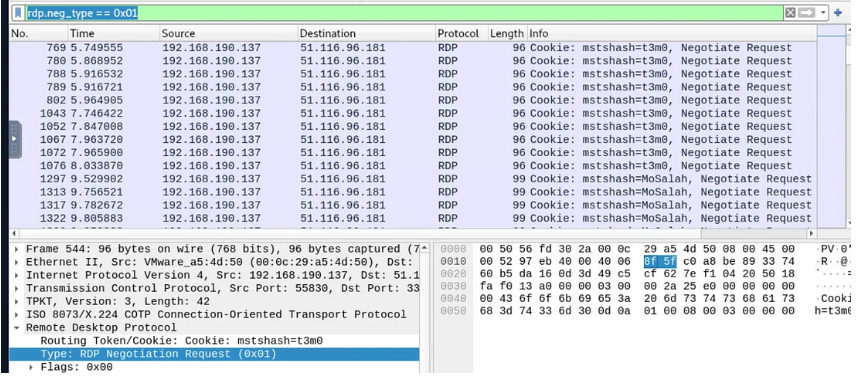 rdp.neg_type == 0x01
No. Time Source Destination Protocol Length Info
769 5.749555 192.168.190.137 51.116.96.181 RDP 96 Cookie: mstshash=t3m0, Negotiate Request
780 5.868952 192.168.190.137 51.116.96.181 RDP 96 Cookie: mstshash=t3m0, Negotiate Request
788 5.916532 192.168.190.137 51.116.96.181 RDP 96 Cookie: mstshash=t3m0, Negotiate Request
789 5.916721 192.168.190.137 51.116.96.181 RDP 96 Cookie: mstshash=t3m0, Negotiate Request
802 5.964905 192.168.190.137 51.116.96.181 RDP 96 Cookie: mstshash=t3m0, Negotiate Request
1043 7.746422 192.168.190.137 51.116.96.181 RDP 96 Cookie: mstshash=t3m0, Negotiate Request
1052 7.847008 192.168.190.137 51.116.96.181 RDP 96 Cookie: mstshash=t3m0, Negotiate Request
1067 7.963720 192.168.190.137 51.116.96.181 RDP 96 Cookie: mstshash=t3m0, Negotiate Request
1072 7.965900 192.168.190.137 51.116.96.181 RDP 96 Cookie: mstshash=t3m0, Negotiate Request
1076 8.033870 192.168.190.137 51.116.96.181 RDP 96 Cookie: mstshash=t3m0, Negotiate Request
1297 9.529902 192.168.190.137 51.116.96.181 RDP 99 Cookie: mstshash=MoSalah, Negotiate Request
1313 9.756521 192.168.190.137 51.116.96.181 RDP 99 Cookie: mstshash=MoSalah, Negotiate Request
1317 9.782672 192.168.190.137 51.116.96.181 RDP 99 Cookie: mstshash=MoSalah, Negotiate Request
1322 9.805883 192.168.190.137 51.116.96.181 RDP 99 Cookie: mstshash=MoSalah, Negotiate Request
Frame 544: 96 bytes on wire (768 bits), 96 bytes captured (7
Ethernet II, Src: VMware_a5:4d:50 (00:0c:29:a5:4d:50), Dst:
Internet Protocol Version 4, Src: 192.168.190.137, Dst: 51.1
Transmission Control Protocol, Src Port: 55830, Dst Port: 33
TPKT, Version: 3, Length: 42
ISO 8073/X.224 COTP Connection-Oriented Transport Protocol
Remote Desktop Protocol
Routing Token/Cookie: Cookie: mstshash=t3m0
Type: RDP Negotiation Request (0x01)
Flags: 0x00
0000 00 50 56 fd 30 2a 00 0c 29 a5 4d 50 08 00 45 00 ·PV·0*
0010 00 52 97 eb 40 00 40 06 8f 5f c0 a8 be 89 33 74 ·R··@·
0020 60 b5 da 16 0d 3d 49 c5 cf 62 7e f1 04 20 50 18 `····=
0030 fa f0 13 a0 00 00 03 00 00 2a 25 e0 00 00 00 00
0040 00 43 6f 6f 6b 69 65 3a 20 6d 73 74 73 68 61 73 ·Cooki
0050 68 3d 74 33 6d 30 0d 0a 01 00 08 00 03 00 00 00 h=t3m0